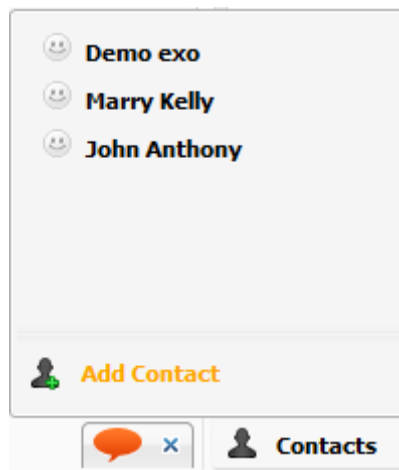 Demo exo
Marry Kelly
John Anthony
Add Contact
Contacts